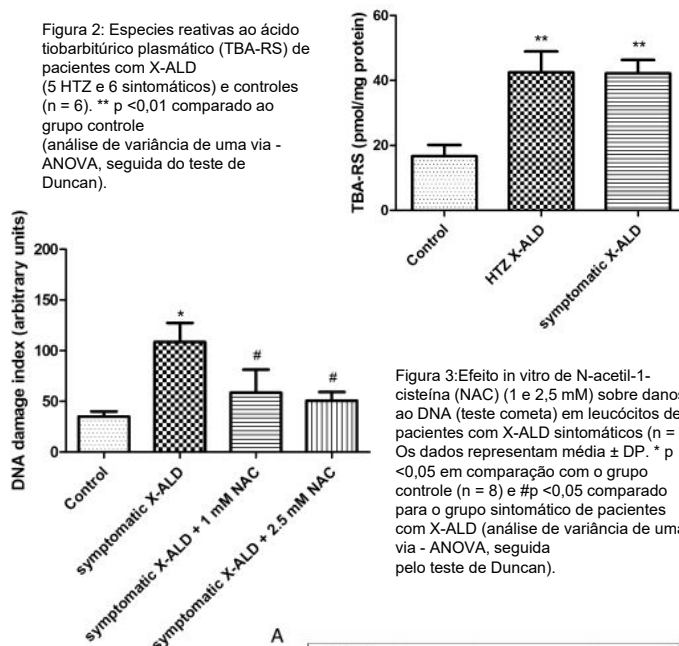 Figura 2: Especies reativas ao ácido
tiobarbitúrico plasmático (TBA-RS) de
pacientes com X-ALD
(5 HTZ e 6 sintomáticos) e controles
(n = 6). ** p <0,01 comparado ao
grupo controle
(análise de variância de uma via -
ANOVA, seguida do teste de
Duncan).
TBA-RS (pmol/mg protein)
60
40
20
0
**
**
Control
HTZ X-ALD
symptomatic X-ALD
DNA damage index (arbitrary units)
200
150
100
50
0
*
#
#
Control
symptomatic X-ALD
symptomatic X-ALD + 1 mM NAC
symptomatic X-ALD + 2.5 mM NAC
Figura 3:Efeito in vitro de N-acetil-1-
cisteína (NAC) (1 e 2,5 mM) sobre danos
ao DNA (teste cometa) em leucócitos de
pacientes com X-ALD sintomáticos (n =
Os dados representam média ± DP. * p
<0,05 em comparação com o grupo
controle (n = 8) e #p <0,05 comparado
para o grupo sintomático de pacientes
com X-ALD (análise de variância de uma
via - ANOVA, seguida
pelo teste de Duncan).
A